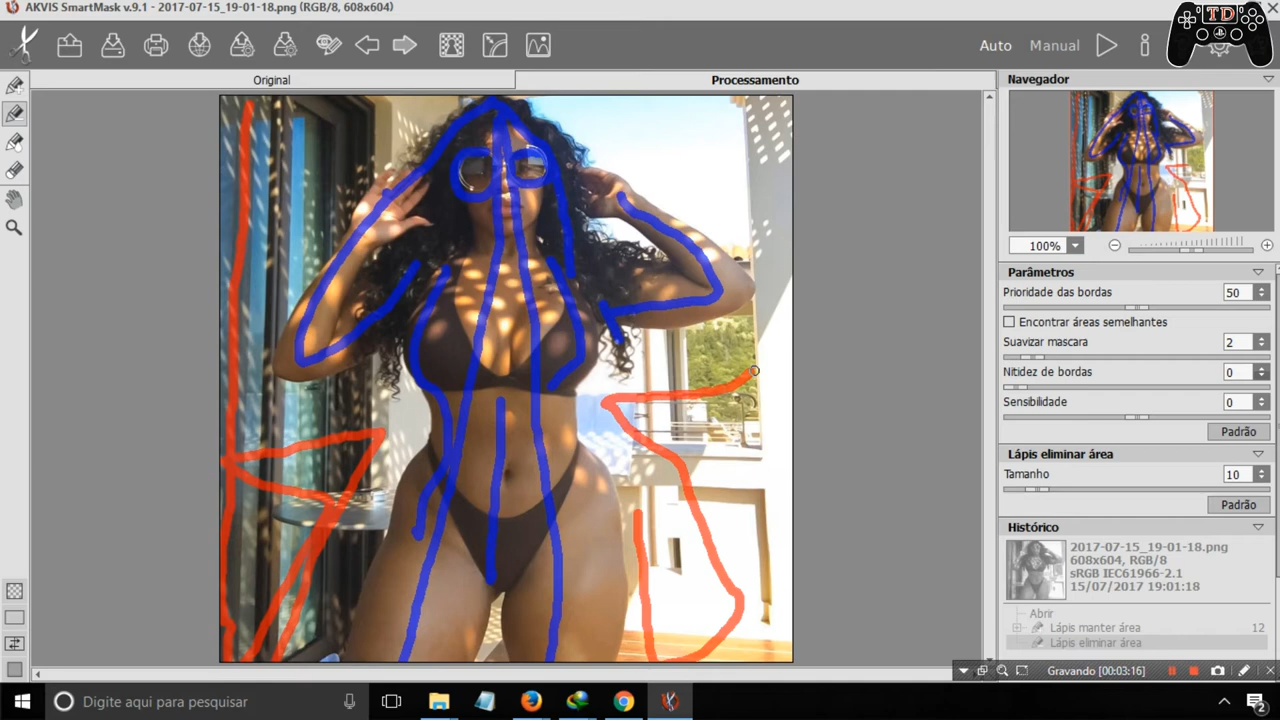 AKVIS SmartMask v.9.1 - 2017-07-15_19-01-18.png (RGB/8, 608x604)
TD
Auto Manual
Original Processamento
Navegador
100%
Parâmetros
Prioridade das bordas 50
Encontrar áreas semelhantes
Suavizar mascara 2
Nitidez de bordas 0
Sensibilidade 0
Padrão
Lápis eliminar área
Tamanho 10
Padrão
Histórico
2017-07-15_19-01-18.png
608x604, RGB/8
sRGB IEC61966-2.1
15/07/2017 19:01:18
Abrir
Lápis manter área 12
Lápis eliminar área
Gravando [00:03:16]
Digite aqui para pesquisar
2